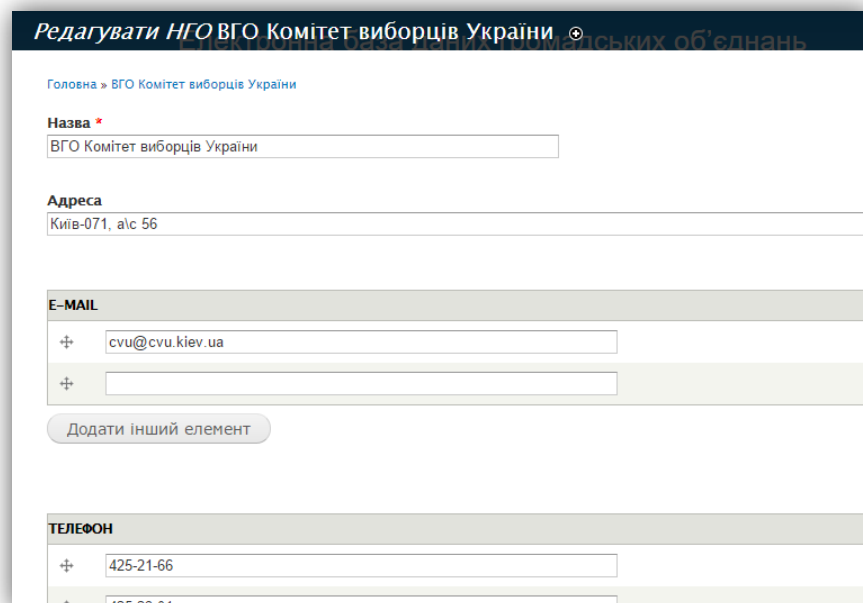 Редагувати НГО ВГО Комітет виборців України
Електронна база даних громадських об'єднань
Головна » ВГО Комітет виборців України
Назва *
ВГО Комітет виборців України
Адреса
Київ-071, а\с 56
E-MAIL
cvu@cvu.kiev.ua
Додати інший елемент
ТЕЛЕФОН
425-21-66